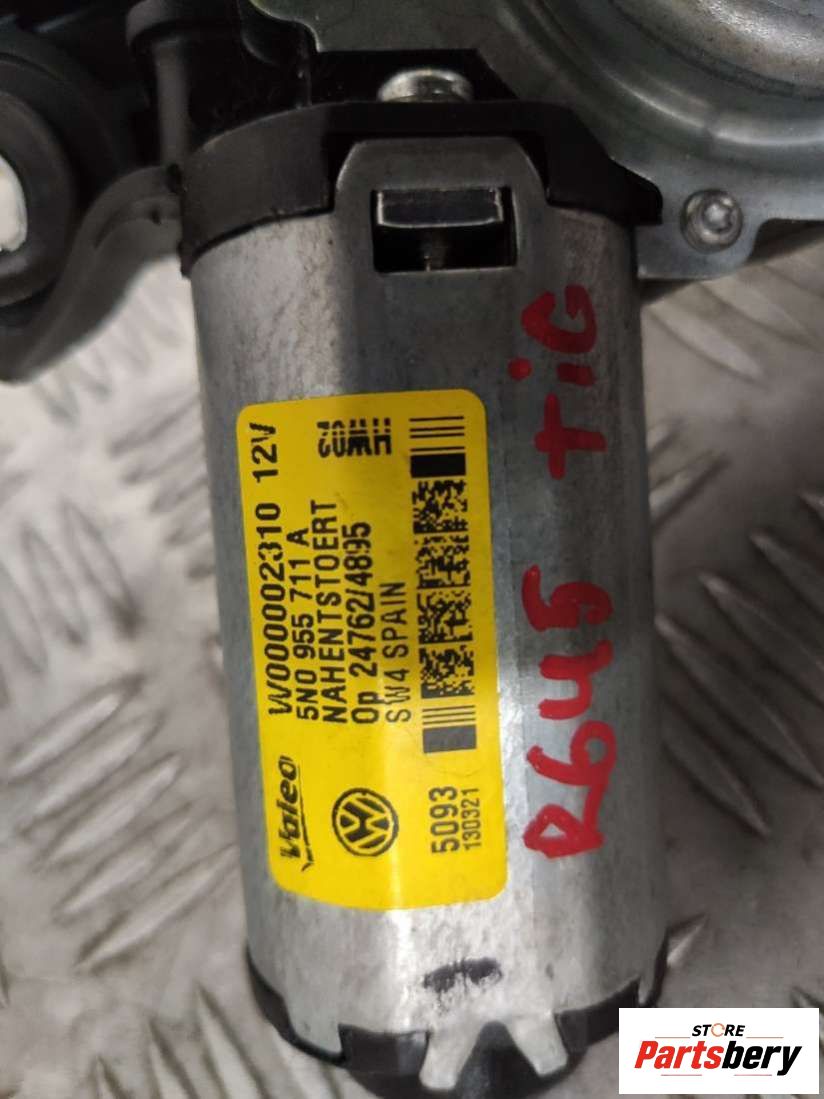 W000002310 12V
5N0 955 711 A
NAHENTSTOERT
Op 24762/4895
SW4 SPAIN
HW02
Valeo
5093
130321
TiG
R645
STORE
Partsbery